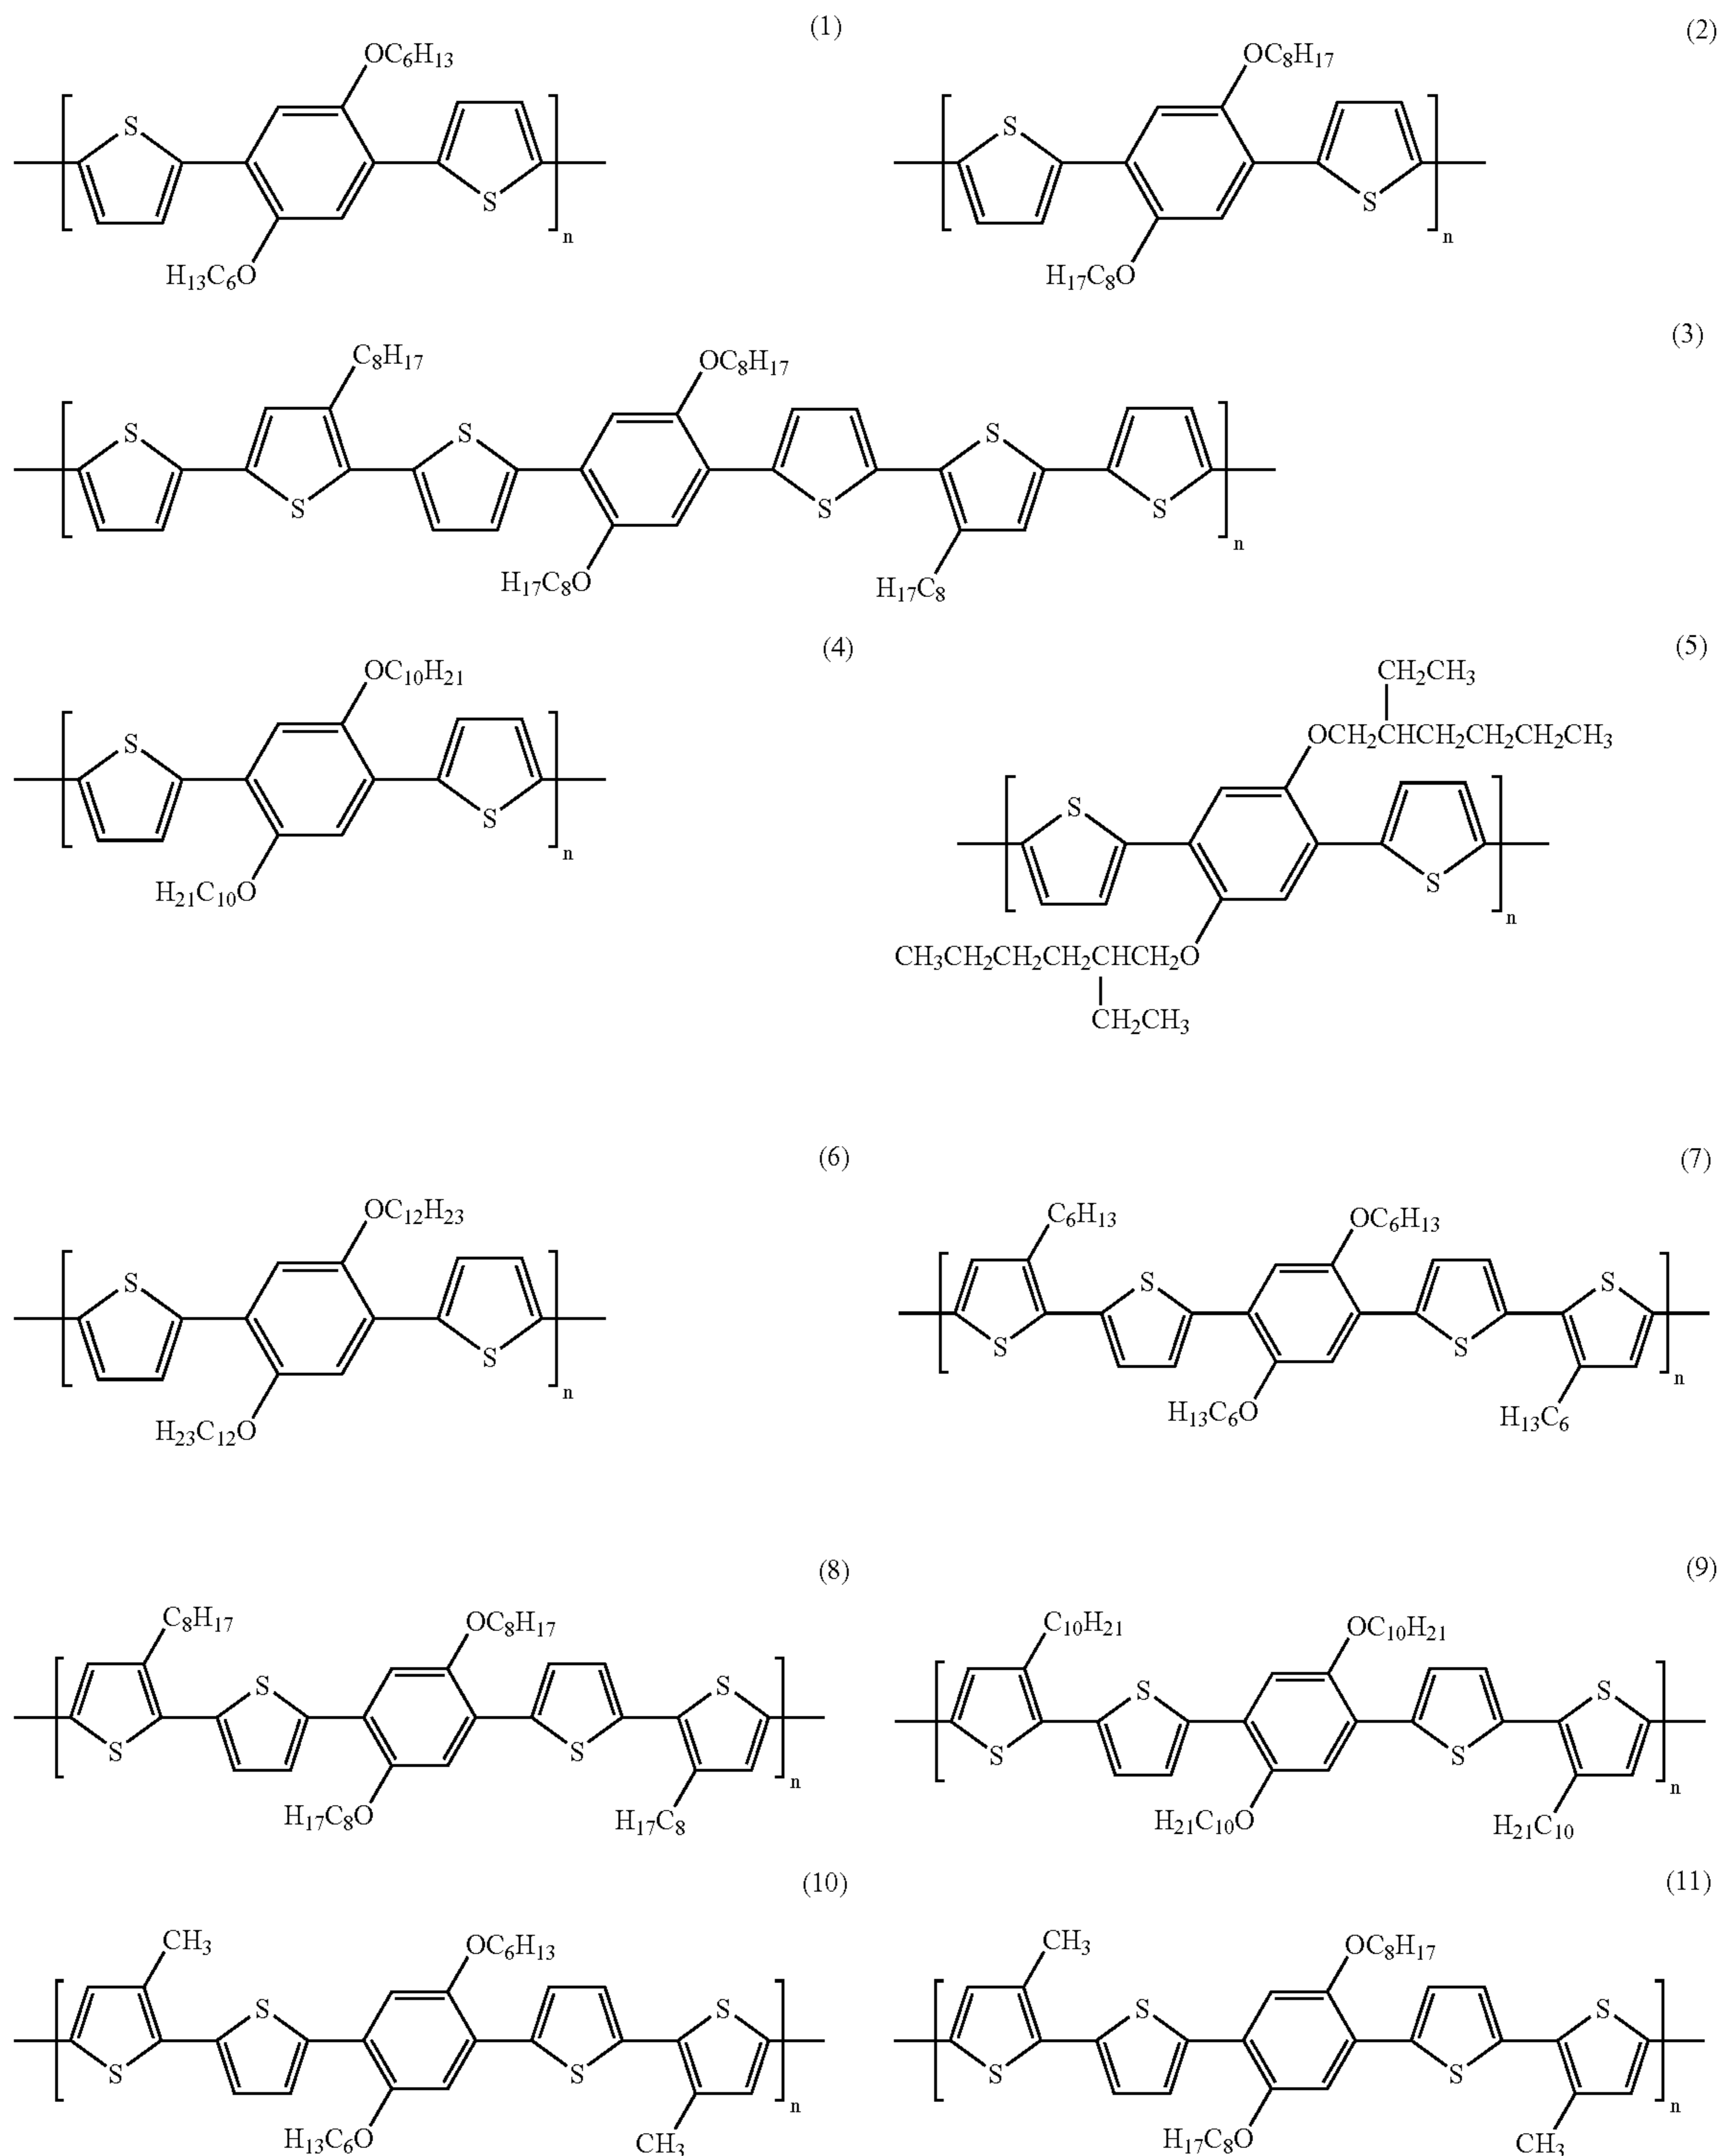 (1)
OC6H13
S
S
n
H13C6O
(2)
OC8H17
S
S
n
H17C8O
(3)
C8H17
OC8H17
S
S
S
S
S
S
n
H17C8O
H17C8
(4)
OC10H21
S
S
n
H21C10O
(5)
CH2CH3
OCH2CHCH2CH2CH2CH3
S
S
n
CH3CH2CH2CH2CHCH2O
CH2CH3
(6)
OC12H23
S
S
n
H23C12O
(7)
C6H13
OC6H13
S
S
S
S
n
H13C6O
H13C6
(8)
C8H17
OC8H17
S
S
S
S
n
H17C8O
H17C8
(9)
C10H21
OC10H21
S
S
S
S
n
H21C10O
H21C10
(10)
CH3
OC6H13
S
S
S
S
n
H13C6O
CH3
(11)
CH3
OC8H17
S
S
S
S
n
H17C8O
CH3